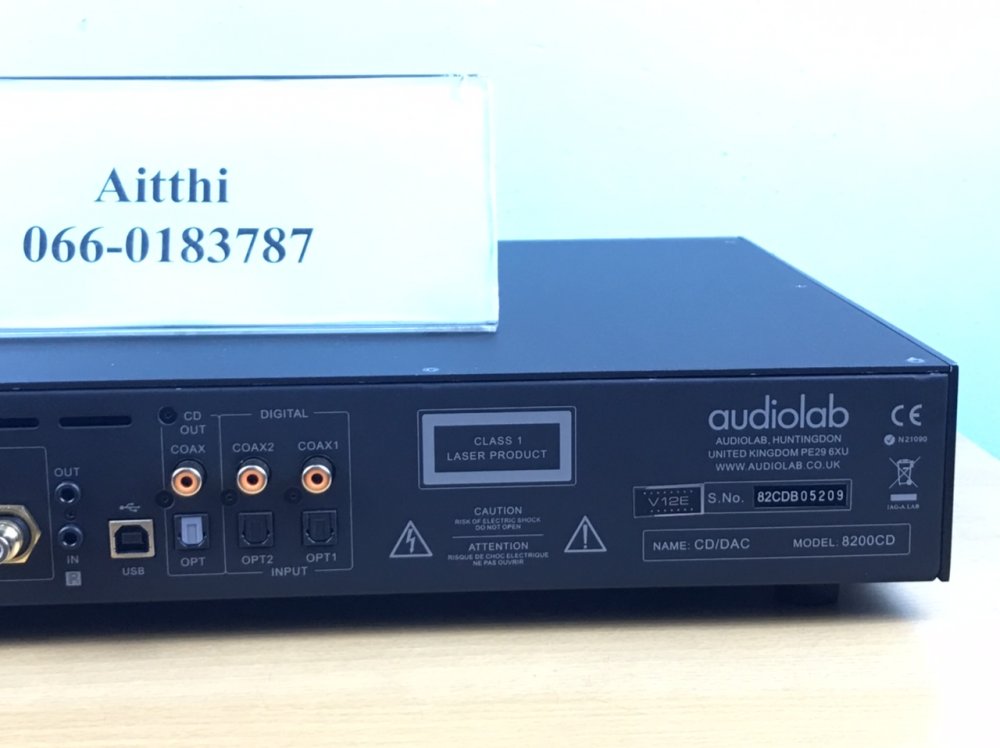 Aitthi
066-0183787
OUT
IN
USB
CD
OUT
COAX
OPT
DIGITAL
COAX2
COAX1
OPT2
OPT1
INPUT
CLASS 1
LASER PRODUCT
CAUTION
RISK OF ELECTRIC SHOCK
DO NOT OPEN
ATTENTION
RISQUE DE CHOC ELECTRIQUE
NE PAS OUVRIR
audiolab
AUDIOLAB, HUNTINGDON
UNITED KINGDOM PE29 6XU
WWW.AUDIOLAB.CO.UK
CE
N21090
IAG-A LAB
V12E
S.No. 82CDB05209
NAME: CD/DAC MODEL: 8200CD